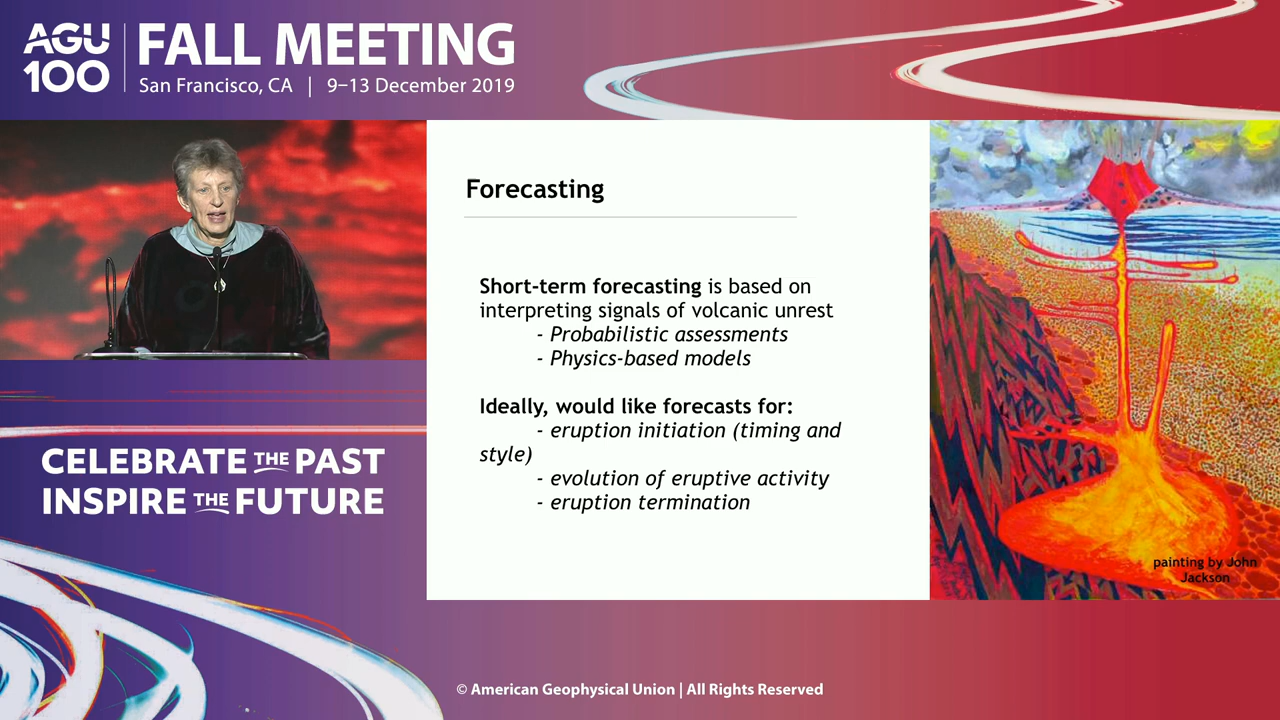 AGU
100
FALL MEETING
San Francisco, CA | 9–13 December 2019
Forecasting
Short-term forecasting is based on
interpreting signals of volcanic unrest
- Probabilistic assessments
- Physics-based models
Ideally, would like forecasts for:
- eruption initiation (timing and
style)
- evolution of eruptive activity
- eruption termination
painting by John
Jackson
CELEBRATE THE PAST
INSPIRE THE FUTURE
© American Geophysical Union | All Rights Reserved